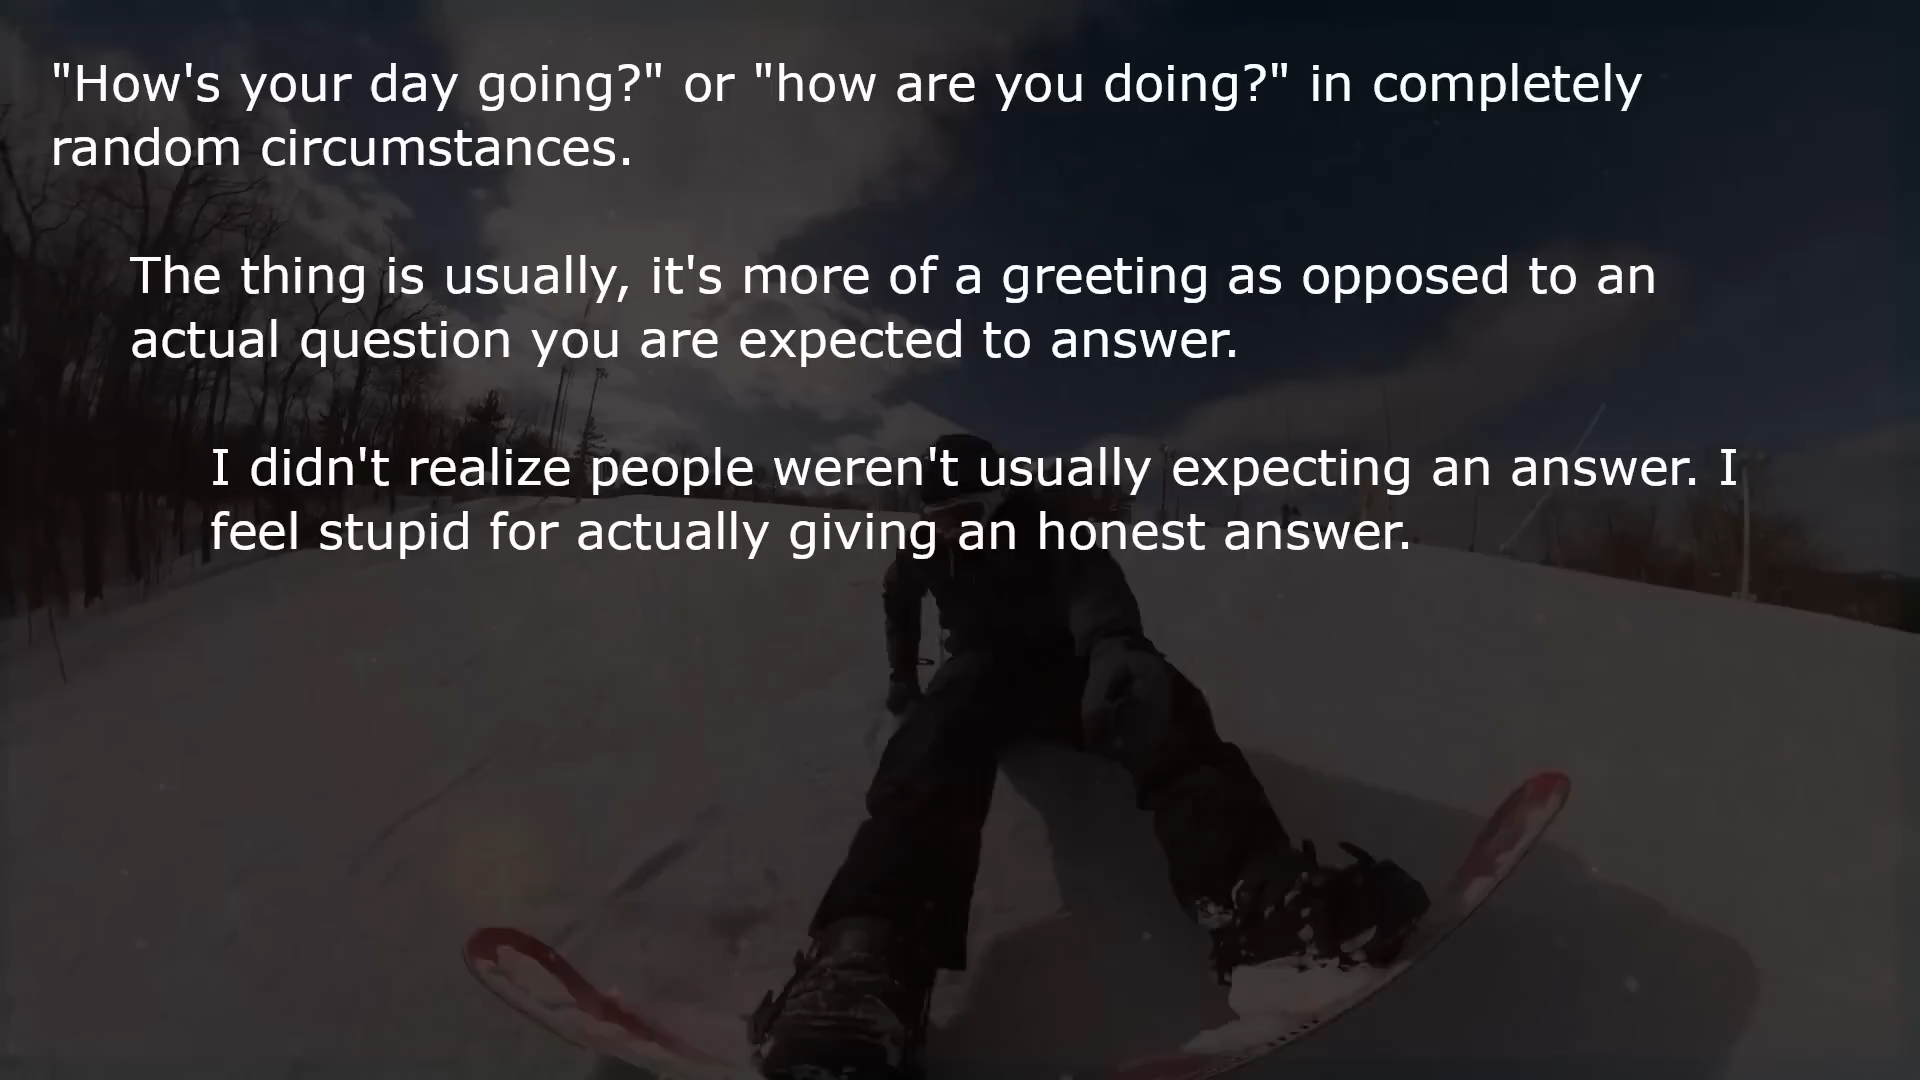 "How's your day going?" or "how are you doing?" in completely
random circumstances.
The thing is usually, it's more of a greeting as opposed to an
actual question you are expected to answer.
I didn't realize people weren't usually expecting an answer. I
feel stupid for actually giving an honest answer.